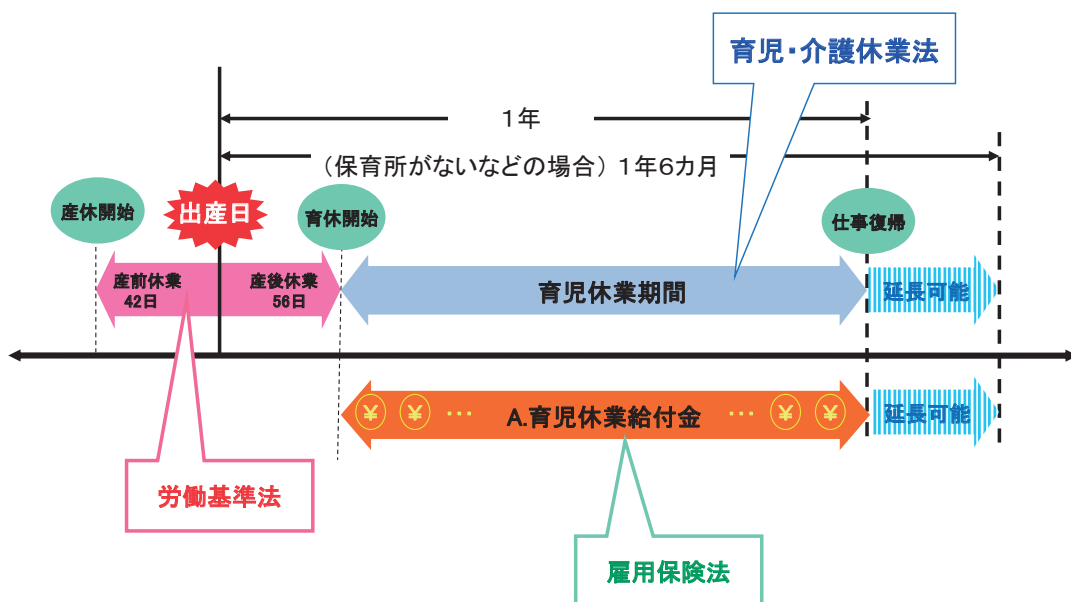 育児・介護休業法
1年
（保育所がないなどの場合）1年6カ月
産休開始
出産日
育休開始
仕事復帰
産前休業
42日
産後休業
56日
育児休業期間
延長可能
¥ ¥ … A.育児休業給付金 … ¥ ¥
延長可能
労働基準法
雇用保険法